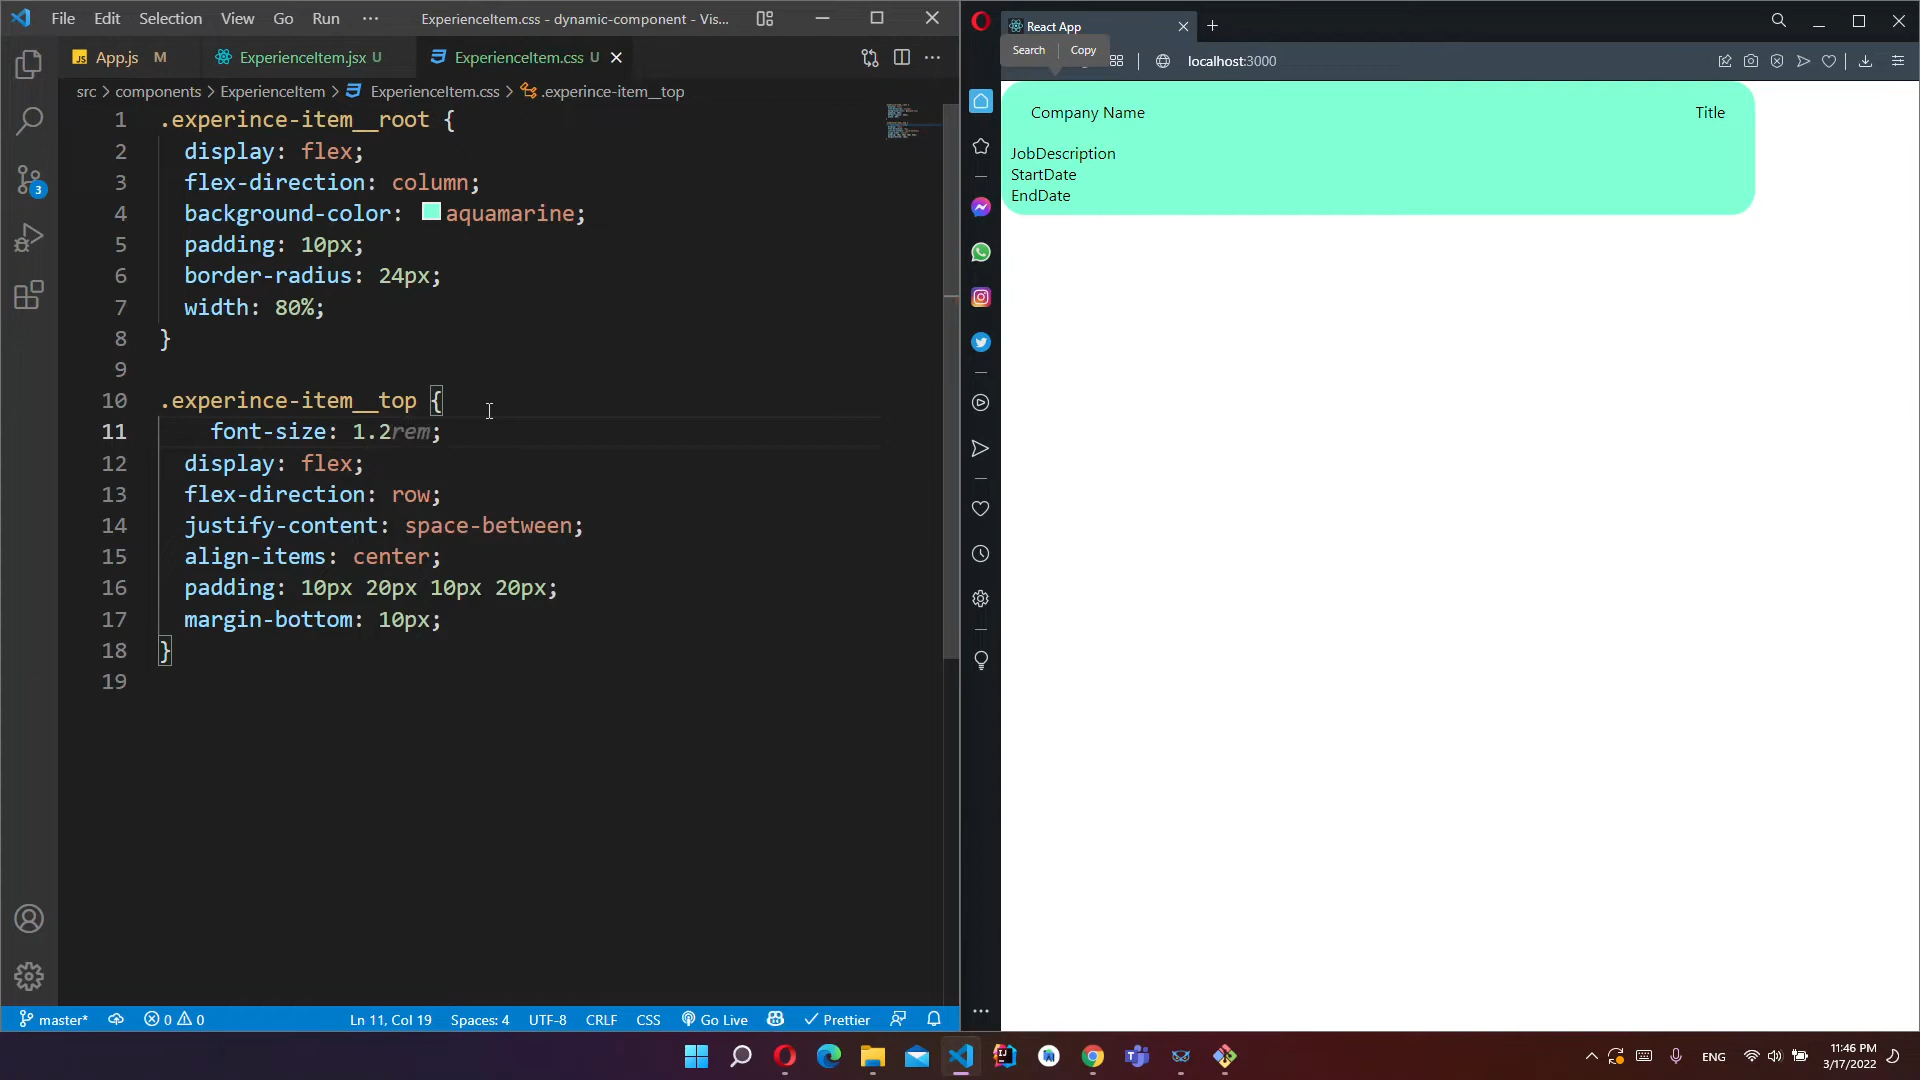 File Edit Selection View Go Run ··· ExperienceItem.css - dynamic-component - Vis...
App.js M ExperienceItem.jsx U ExperienceItem.css U
src > components > ExperienceItem > ExperienceItem.css > .experince-item__top
1 .experince-item__root {
2 display: flex;
3 flex-direction: column;
4 background-color: aquamarine;
5 padding: 10px;
6 border-radius: 24px;
7 width: 80%;
8 }
9
10 .experince-item__top {
11 font-size: 1.2rem;
12 display: flex;
13 flex-direction: row;
14 justify-content: space-between;
15 align-items: center;
16 padding: 10px 20px 10px 20px;
17 margin-bottom: 10px;
18 }
19
3
master* 0 0 Ln 11, Col 19 Spaces: 4 UTF-8 CRLF CSS Go Live Prettier
React App
Search Copy
localhost:3000
Company Name Title
JobDescription
StartDate
EndDate
ENG 11:46 PM
3/17/2022